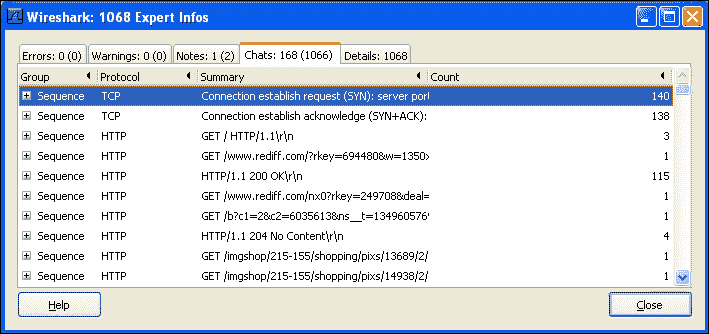 Wireshark: 1068 Expert Infos
Errors: 0 (0) Warnings: 0 (0) Notes: 1 (2) Chats: 168 (1066) Details: 1068
Group Protocol Summary Count
Sequence TCP Connection establish request (SYN): server port 140
Sequence TCP Connection establish acknowledge (SYN+ACK): 138
Sequence HTTP GET / HTTP/1.1\r\n 3
Sequence HTTP GET /www.rediff.com/?rkey=694480&w=1350x 1
Sequence HTTP HTTP/1.1 200 OK\r\n 115
Sequence HTTP GET /www.rediff.com/nx0?rkey=249708&deal= 1
Sequence HTTP GET /b?c1=2&c2=6035613&ns__t=134960576 1
Sequence HTTP HTTP/1.1 204 No Content\r\n 4
Sequence HTTP GET /imgshop/215-155/shopping/pixs/13689/2/ 1
Sequence HTTP GET /imgshop/215-155/shopping/pixs/14938/2/ 1
Help Close